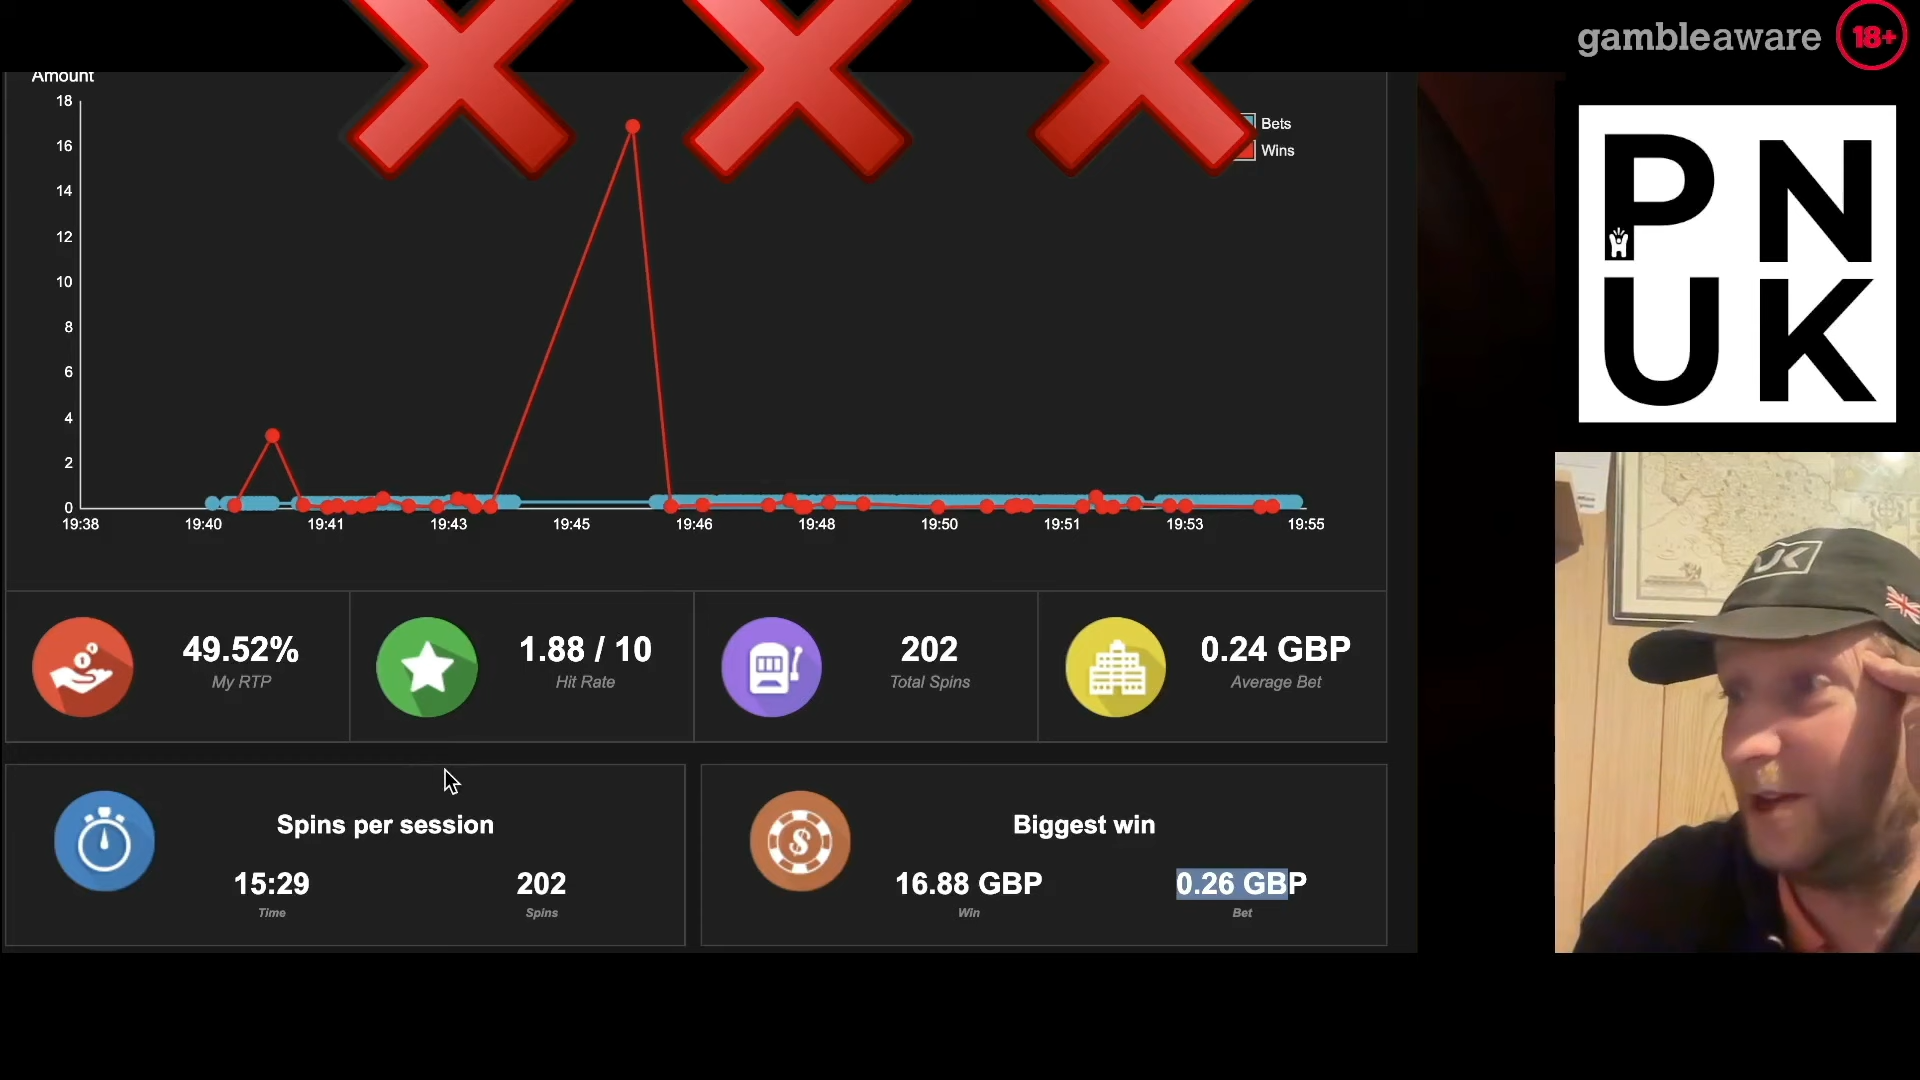 gambleaware 18+
Amount
18
16
14
12
10
8
6
4
2
0
Bets
Wins
19:38 19:40 19:41 19:43 19:45 19:46 19:48 19:50 19:51 19:53 19:55
P N
U K
UK
49.52%
My RTP
1.88 / 10
Hit Rate
202
Total Spins
0.24 GBP
Average Bet
Spins per session
15:29
Time
202
Spins
Biggest win
16.88 GBP
Win
0.26 GBP
Bet